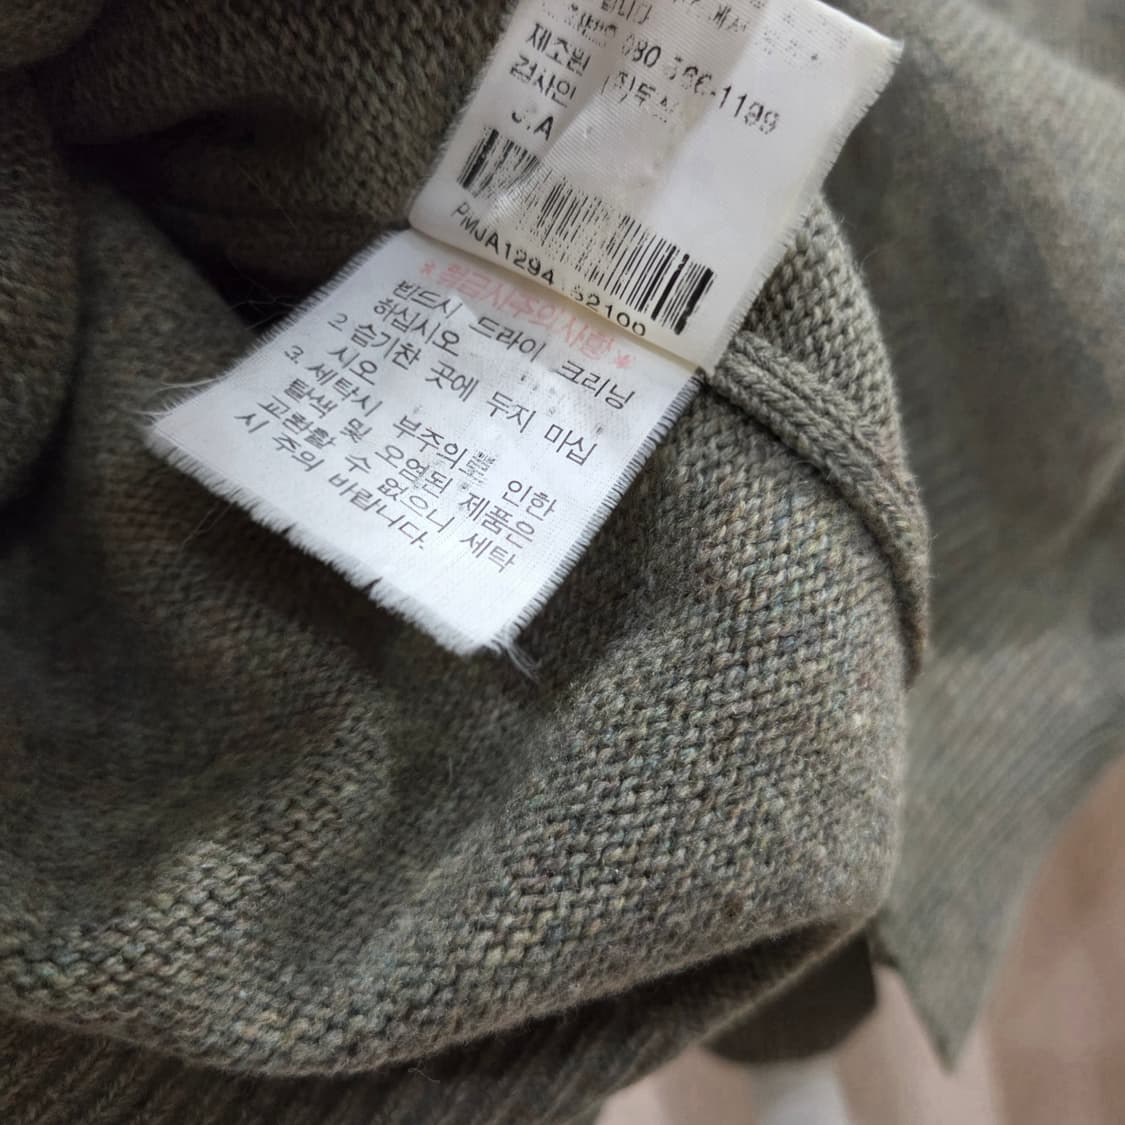 제조원
검사인
J.A
PMJA1294 52100
*취급시주의사항*
반드시 드라이 크리닝
하십시오
2. 습기찬 곳에 두지 마십
시오
3. 세탁시 부주의를 인한
탈색 및 오염된 제품은
교환할 수 없으니 세탁
시 주의 바랍니다.